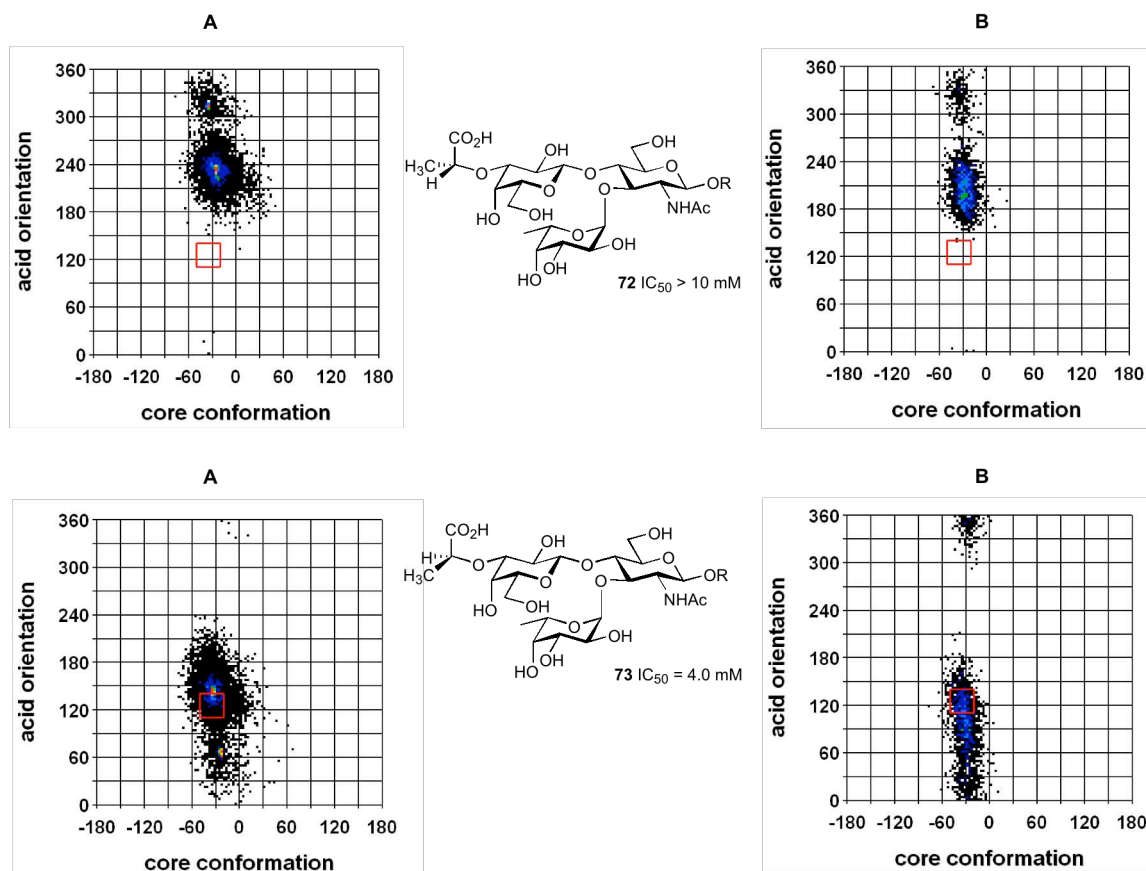 A
B
acid orientation
360
300
240
180
120
60
0
-180 -120 -60 0 60 120 180
core conformation
CO₂H
H₃C
H
O
OH
O
OH
O
O
OR
NHAc
O
HO
OH
O
OH
HO
HO
OH
72 IC₅₀ > 10 mM
acid orientation
360
300
240
180
120
60
0
-180 -120 -60 0 60 120 180
core conformation
A
B
acid orientation
360
300
240
180
120
60
0
-180 -120 -60 0 60 120 180
core conformation
CO₂H
H
H₃C
O
OH
O
OH
O
O
OR
NHAc
O
HO
OH
O
OH
HO
HO
OH
73 IC₅₀ = 4.0 mM
acid orientation
360
300
240
180
120
60
0
-180 -120 -60 0 60 120 180
core conformation